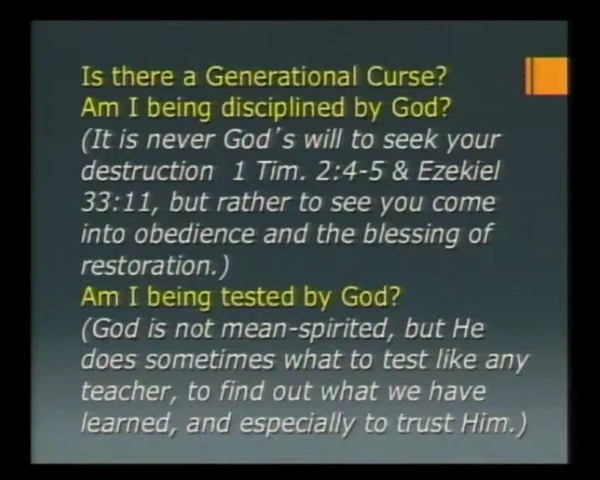 Is there a Generational Curse?
Am I being disciplined by God?
(It is never God's will to seek your
destruction 1 Tim. 2:4-5 & Ezekiel
33:11, but rather to see you come
into obedience and the blessing of
restoration.)
Am I being tested by God?
(God is not mean-spirited, but He
does sometimes what to test like any
teacher, to find out what we have
learned, and especially to trust Him.)